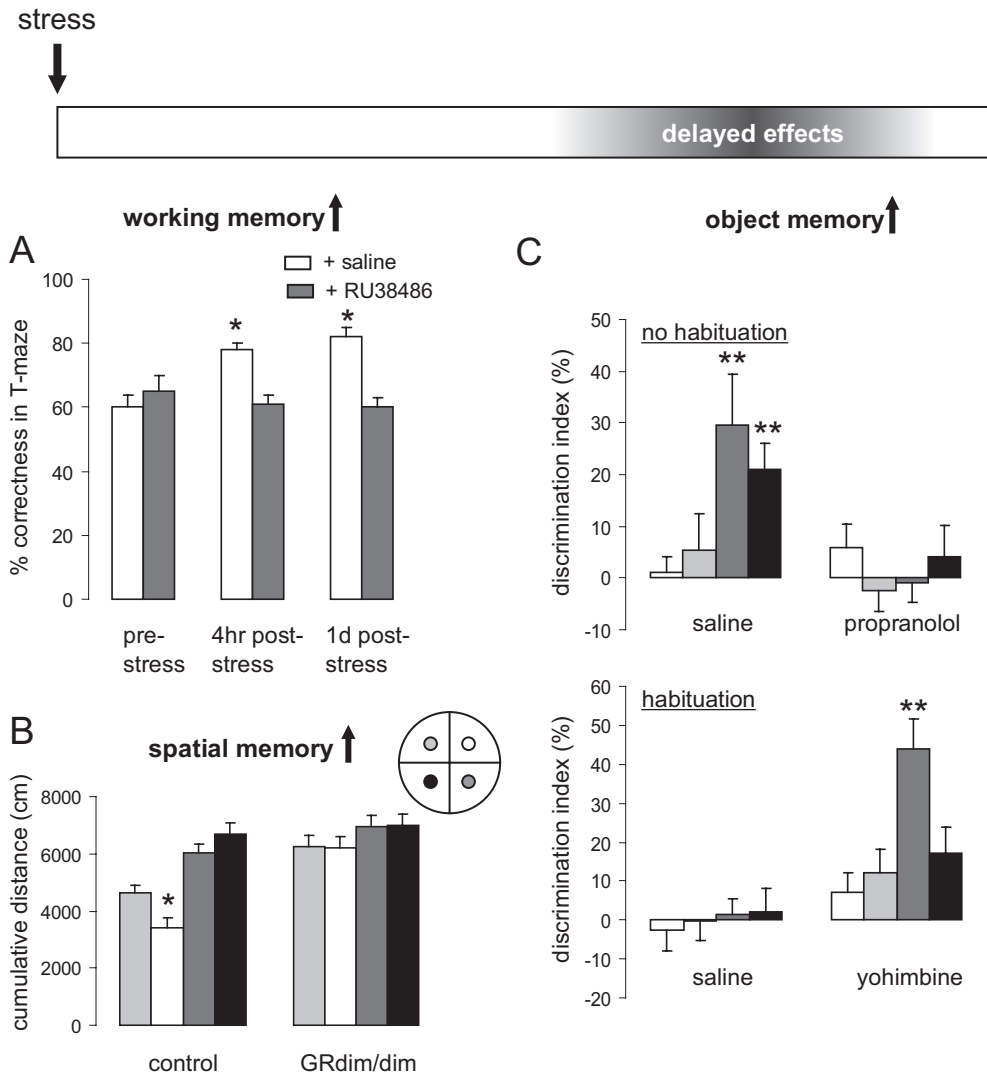 stress
delayed effects
working memory
A
+ saline
+ RU38486
% correctness in T-maze
100
80
60
40
20
0
*
*
pre-
stress
4hr post-
stress
1d post-
stress
B
spatial memory
cumulative distance (cm)
8000
6000
4000
2000
0
*
control
GRdim/dim
object memory
C
no habituation
discrimination index (%)
50
40
30
20
10
0
-10
**
**
saline
propranolol
habituation
discrimination index (%)
60
50
40
30
20
10
0
-10
-20
**
saline
yohimbine